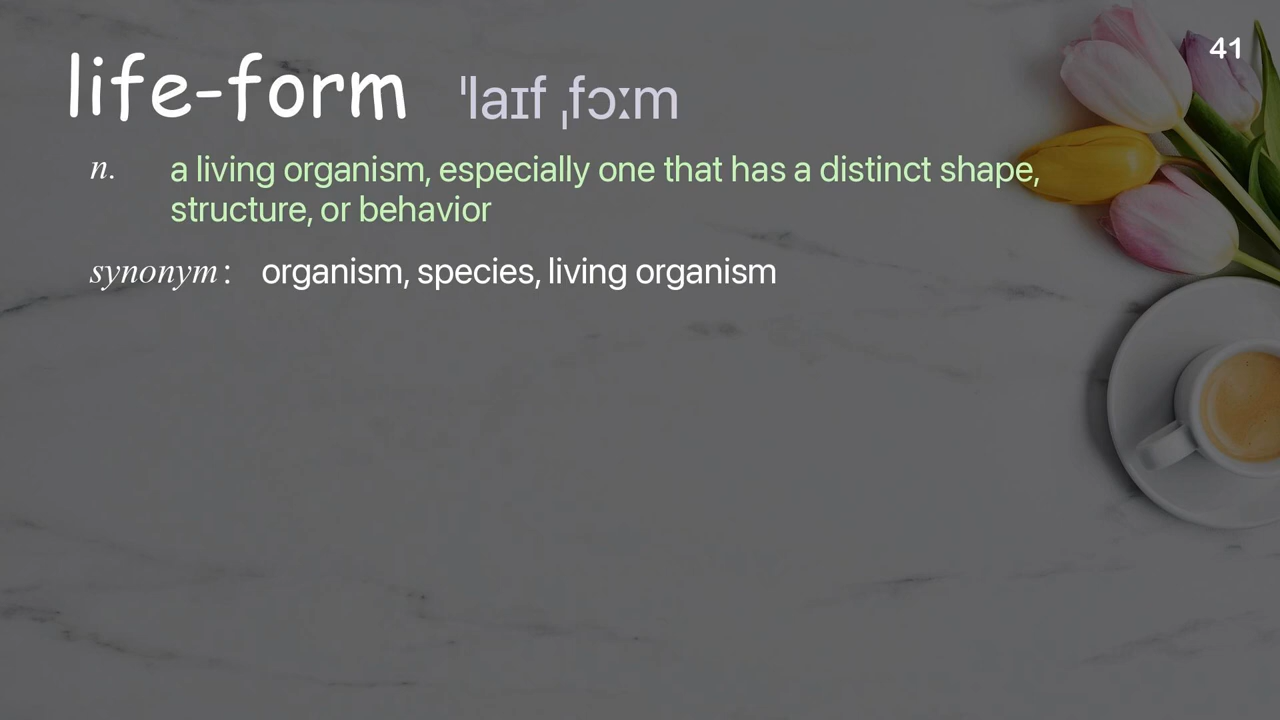 41
life-form ˈlaɪf ˌfɔːm
n. a living organism, especially one that has a distinct shape,
structure, or behavior
synonym: organism, species, living organism